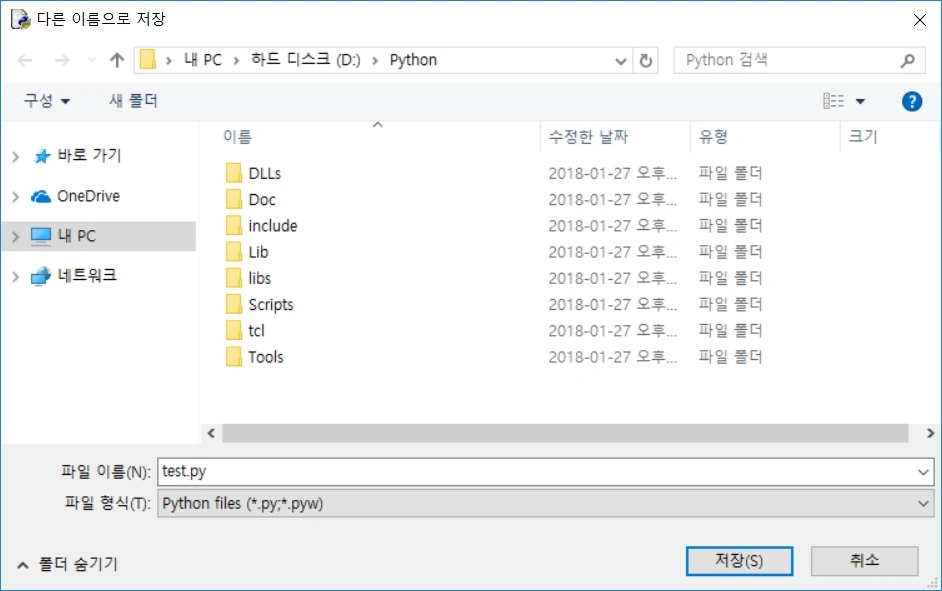 다른 이름으로 저장
내 PC > 하드 디스크 (D:) > Python
Python 검색
구성
새 폴더
?
이름 수정한 날짜 유형 크기
바로 가기
OneDrive
내 PC
네트워크
DLLs 2018-01-27 오후... 파일 폴더
Doc 2018-01-27 오후... 파일 폴더
include 2018-01-27 오후... 파일 폴더
Lib 2018-01-27 오후... 파일 폴더
libs 2018-01-27 오후... 파일 폴더
Scripts 2018-01-27 오후... 파일 폴더
tcl 2018-01-27 오후... 파일 폴더
Tools 2018-01-27 오후... 파일 폴더
파일 이름(N): test.py
파일 형식(T): Python files (*.py;*.pyw)
폴더 숨기기
저장(S)
취소